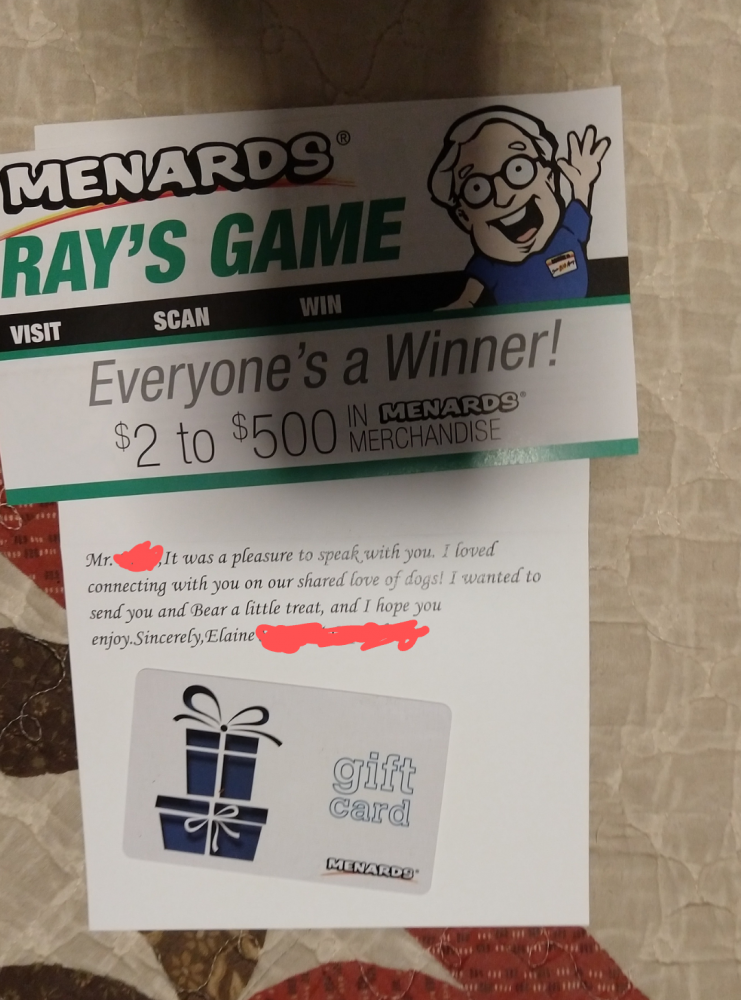 MENARDS®
RAY'S GAME
VISIT SCAN WIN
Everyone's a Winner!
$2 to $500 IN MENARDS®
MERCHANDISE
Mr. ,It was a pleasure to speak with you. I loved
connecting with you on our shared love of dogs! I wanted to
send you and Bear a little treat, and I hope you
enjoy.Sincerely,Elaine
gift
card
MENARDS®